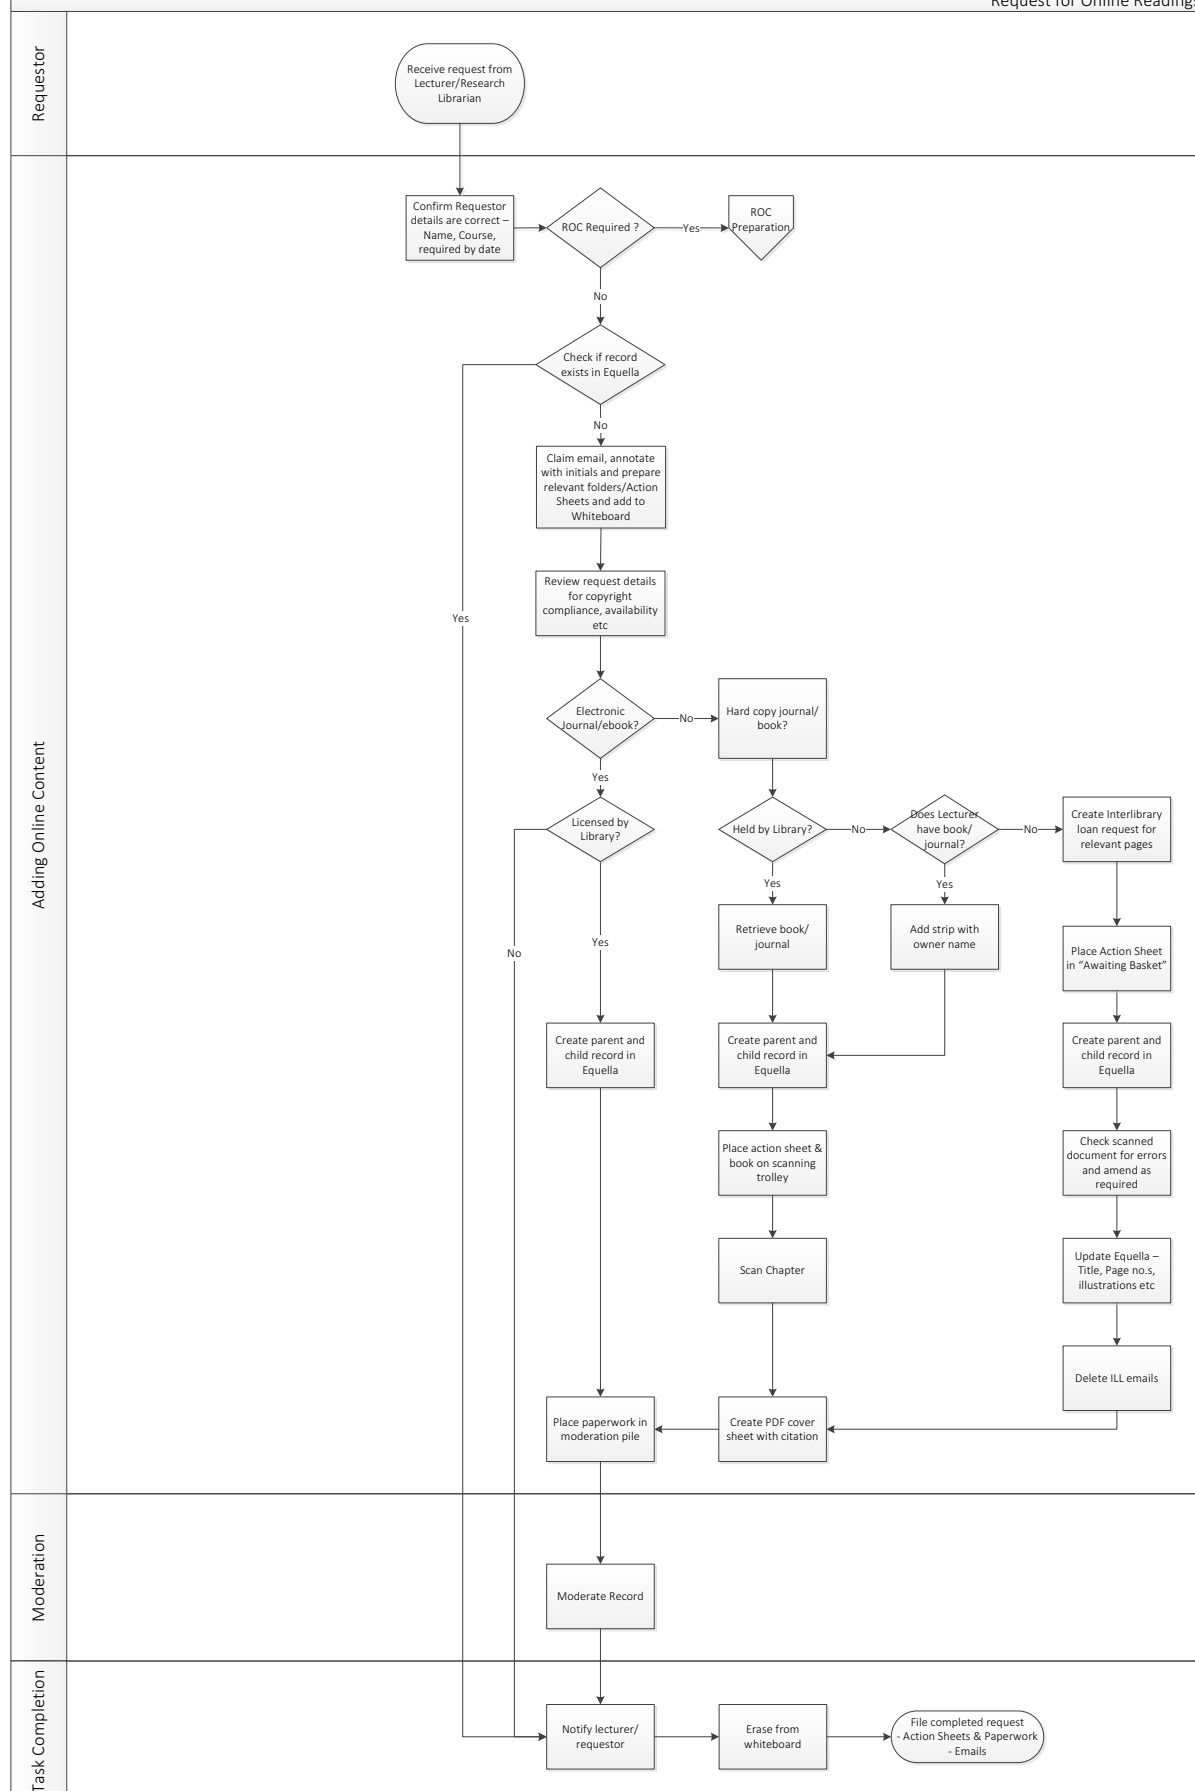 Request for Online Readings
Requestor
Receive request from
Lecturer/Research
Librarian
Adding Online Content
Confirm Requestor
details are correct –
Name, Course,
required by date
ROC Required ?
Yes
ROC
Preparation
No
Check if record
exists in Equella
No
Yes
Claim email, annotate
with initials and prepare
relevant folders/Action
Sheets and add to
Whiteboard
Review request details
for copyright
compliance, availability
etc
Electronic
Journal/ebook?
No
Hard copy journal/
book?
Yes
Licensed by
Library?
No
Yes
Held by Library?
No
Does Lecturer
have book/
journal?
No
Create Interlibrary
loan request for
relevant pages
Yes
Yes
Retrieve book/
journal
Add strip with
owner name
Place Action Sheet
in “Awaiting Basket”
Create parent and
child record in
Equella
Create parent and
child record in
Equella
Create parent and
child record in
Equella
Place action sheet &
book on scanning
trolley
Check scanned
document for errors
and amend as
required
Scan Chapter
Update Equella –
Title, Page no.s,
illustrations etc
Delete ILL emails
Place paperwork in
moderation pile
Create PDF cover
sheet with citation
Moderation
Moderate Record
Task Completion
Notify lecturer/
requestor
Erase from
whiteboard
File completed request
- Action Sheets & Paperwork
- Emails